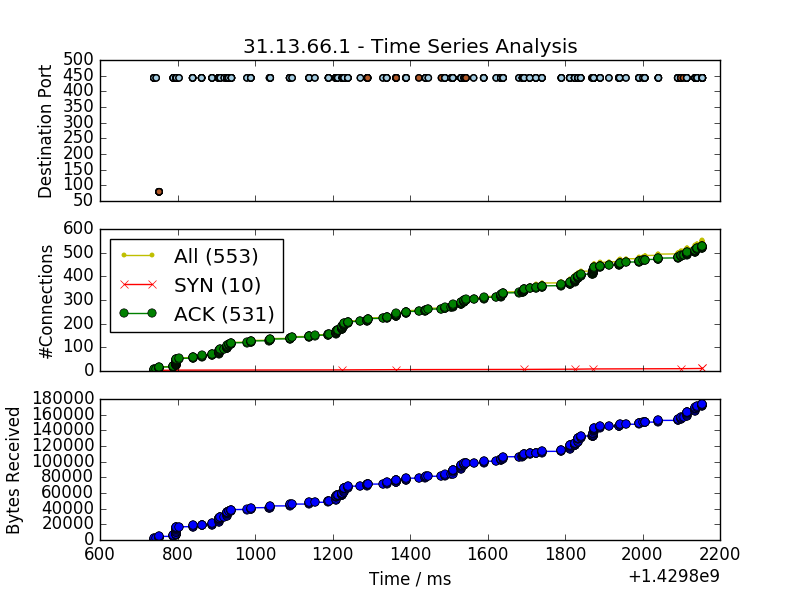 31.13.66.1 - Time Series Analysis
500
450
400
350
300
250
200
150
100
50
Destination Port
600
500
400
300
200
100
0
#Connections
All (553)
SYN (10)
ACK (531)
180000
160000
140000
120000
100000
80000
60000
40000
20000
0
Bytes Received
600 800 1000 1200 1400 1600 1800 2000 2200
Time / ms
+1.4298e9